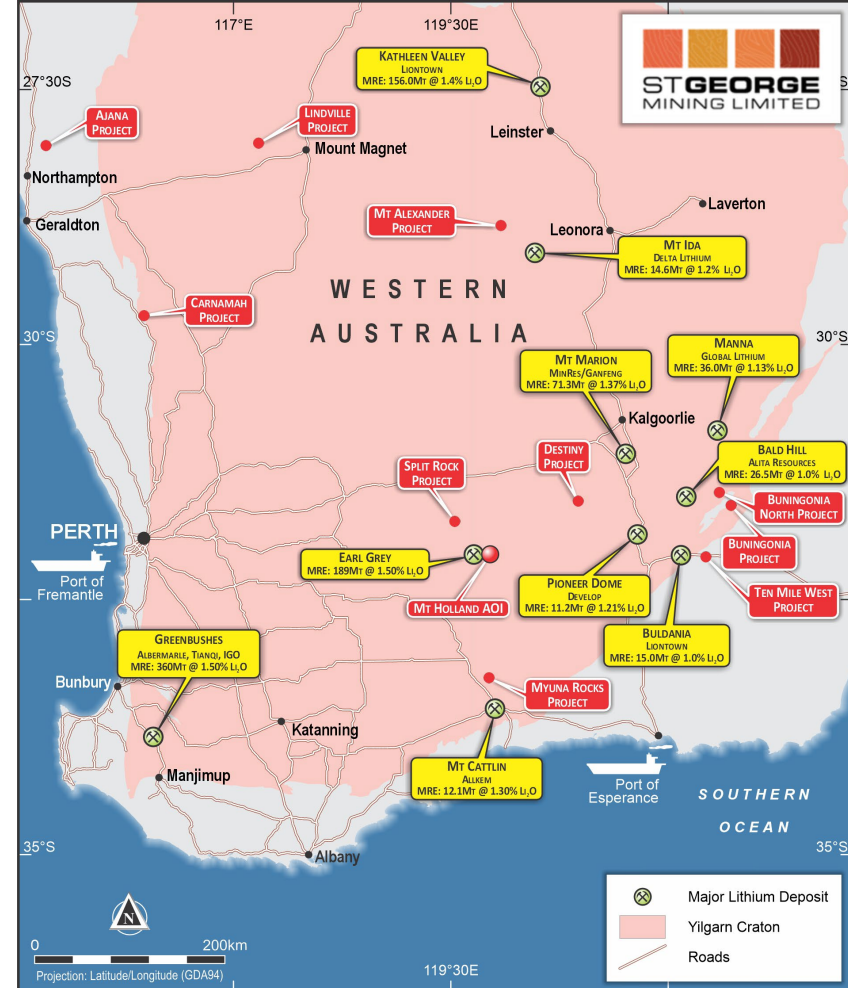 117°E
119°30E
STGEORGE
MINING LIMITED
KATHLEEN VALLEY
LIONTOWN
MRE: 156.0MT @ 1.4% Li₂O
27°30S
27°30S
AJANA
PROJECT
LINDVILLE
PROJECT
Leinster
Mount Magnet
Northampton
Laverton
MT ALEXANDER
PROJECT
Geraldton
Leonora
MT IDA
DELTA LITHIUM
MRE: 14.6MT @ 1.2% Li₂O
WESTERN
AUSTRALIA
CARNAMAH
PROJECT
30°S
30°S
MANNA
GLOBAL LITHIUM
MRE: 36.0MT @ 1.13% Li₂O
MT MARION
MINRES/GANFENG
MRE: 71.3MT @ 1.37% Li₂O
Kalgoorlie
DESTINY
PROJECT
BALD HILL
ALITA RESOURCES
MRE: 26.5MT @ 1.0% Li₂O
SPLIT ROCK
PROJECT
BUNINGONIA
NORTH PROJECT
PERTH
BUNINGONIA
PROJECT
Port of
Fremantle
EARL GREY
MRE: 189MT @ 1.50% Li₂O
MT HOLLAND AOI
PIONEER DOME
DEVELOP
MRE: 11.2MT @ 1.21% Li₂O
TEN MILE WEST
PROJECT
GREENBUSHES
ALBERMARLE, TIANQI, IGO
MRE: 360MT @ 1.50% Li₂O
BULDANIA
LIONTOWN
MRE: 15.0MT @ 1.0% Li₂O
Bunbury
MYUNA ROCKS
PROJECT
Katanning
Manjimup
MT CATTLIN
ALLKEM
MRE: 12.1MT @ 1.30% Li₂O
Port of
Esperance
SOUTHERN
OCEAN
35°S
35°S
Albany
N
0 200km
Projection: Latitude/Longitude (GDA94)
119°30E
Major Lithium Deposit
Yilgarn Craton
Roads